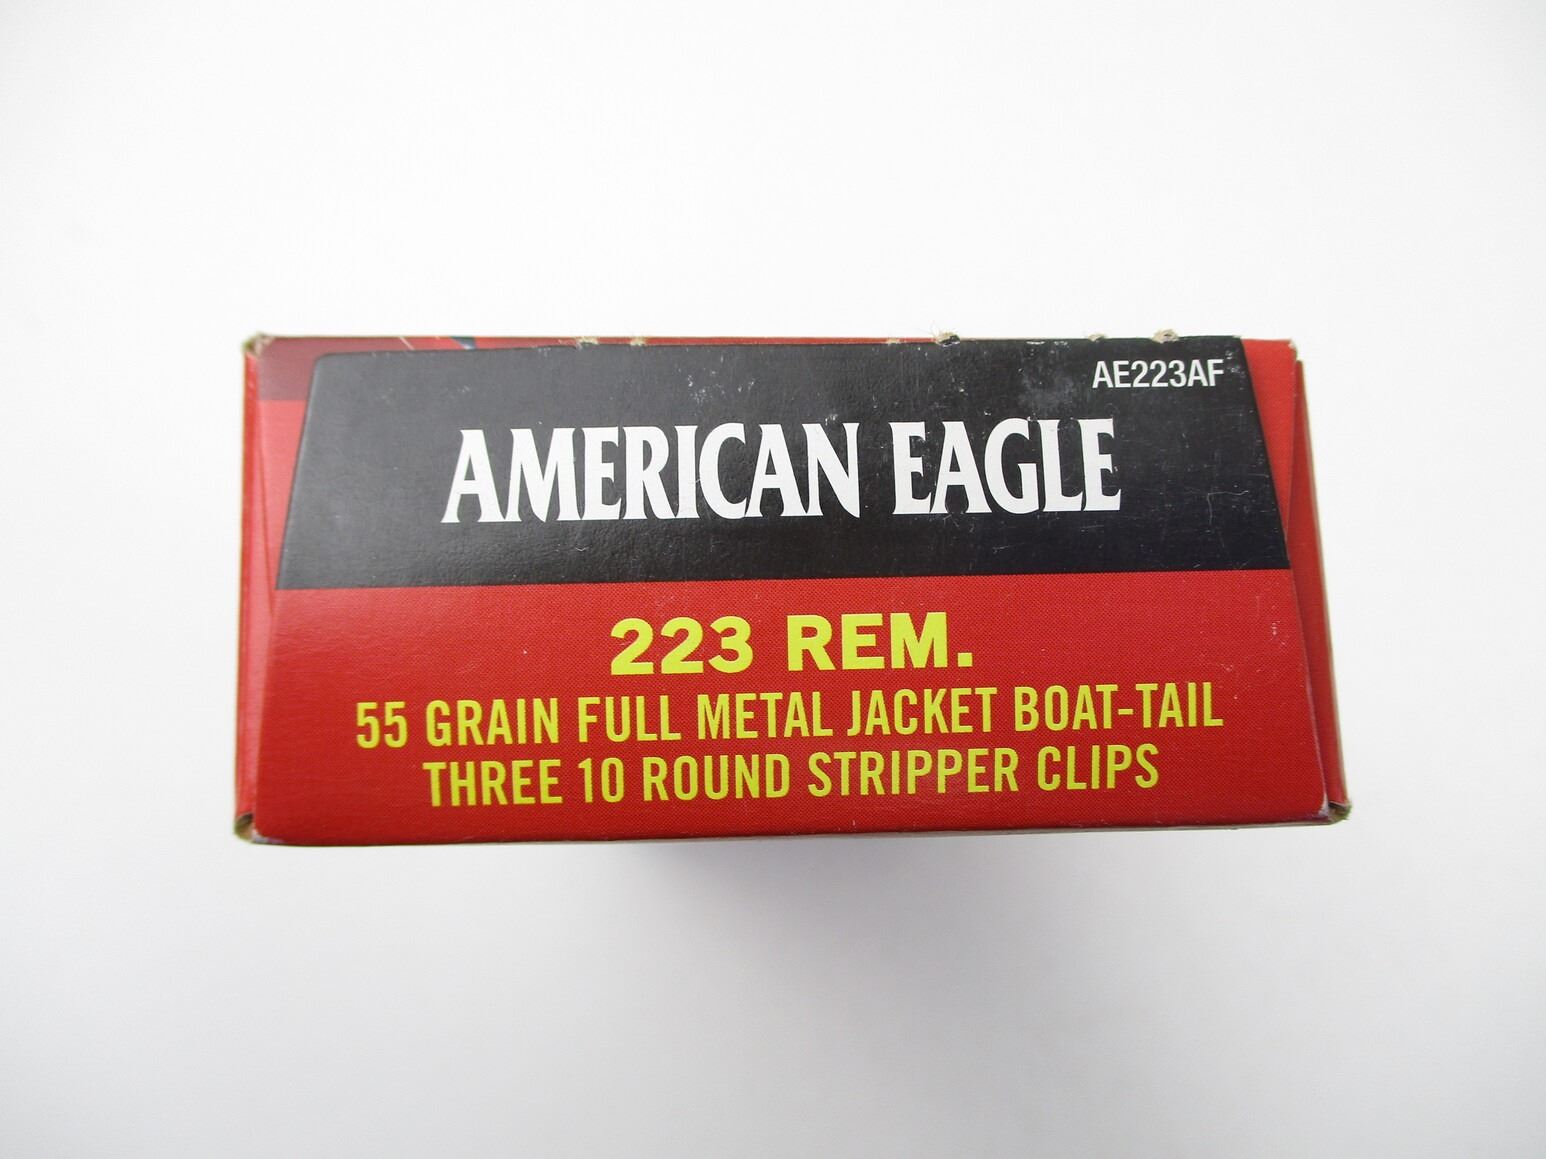 AE223AF
AMERICAN EAGLE
223 REM.
55 GRAIN FULL METAL JACKET BOAT-TAIL
THREE 10 ROUND STRIPPER CLIPS